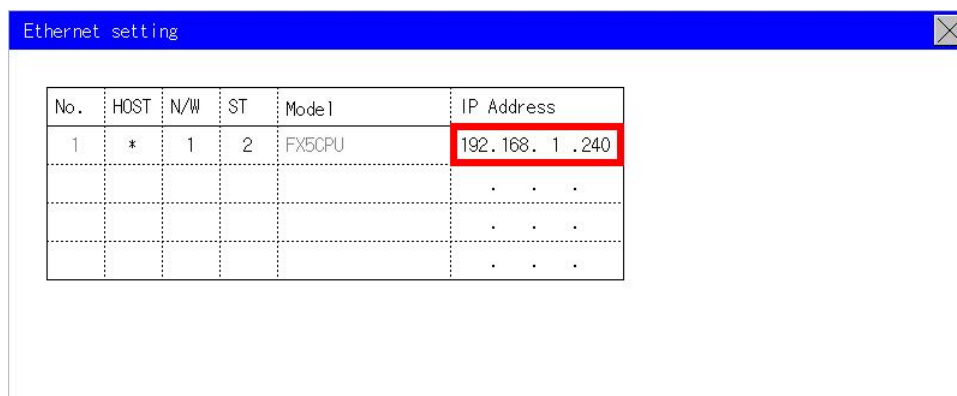 Ethernet setting
No. HOST N/W ST Model IP Address
1 * 1 2 FX5CPU 192.168. 1 .240
. . .
. . .
. . .